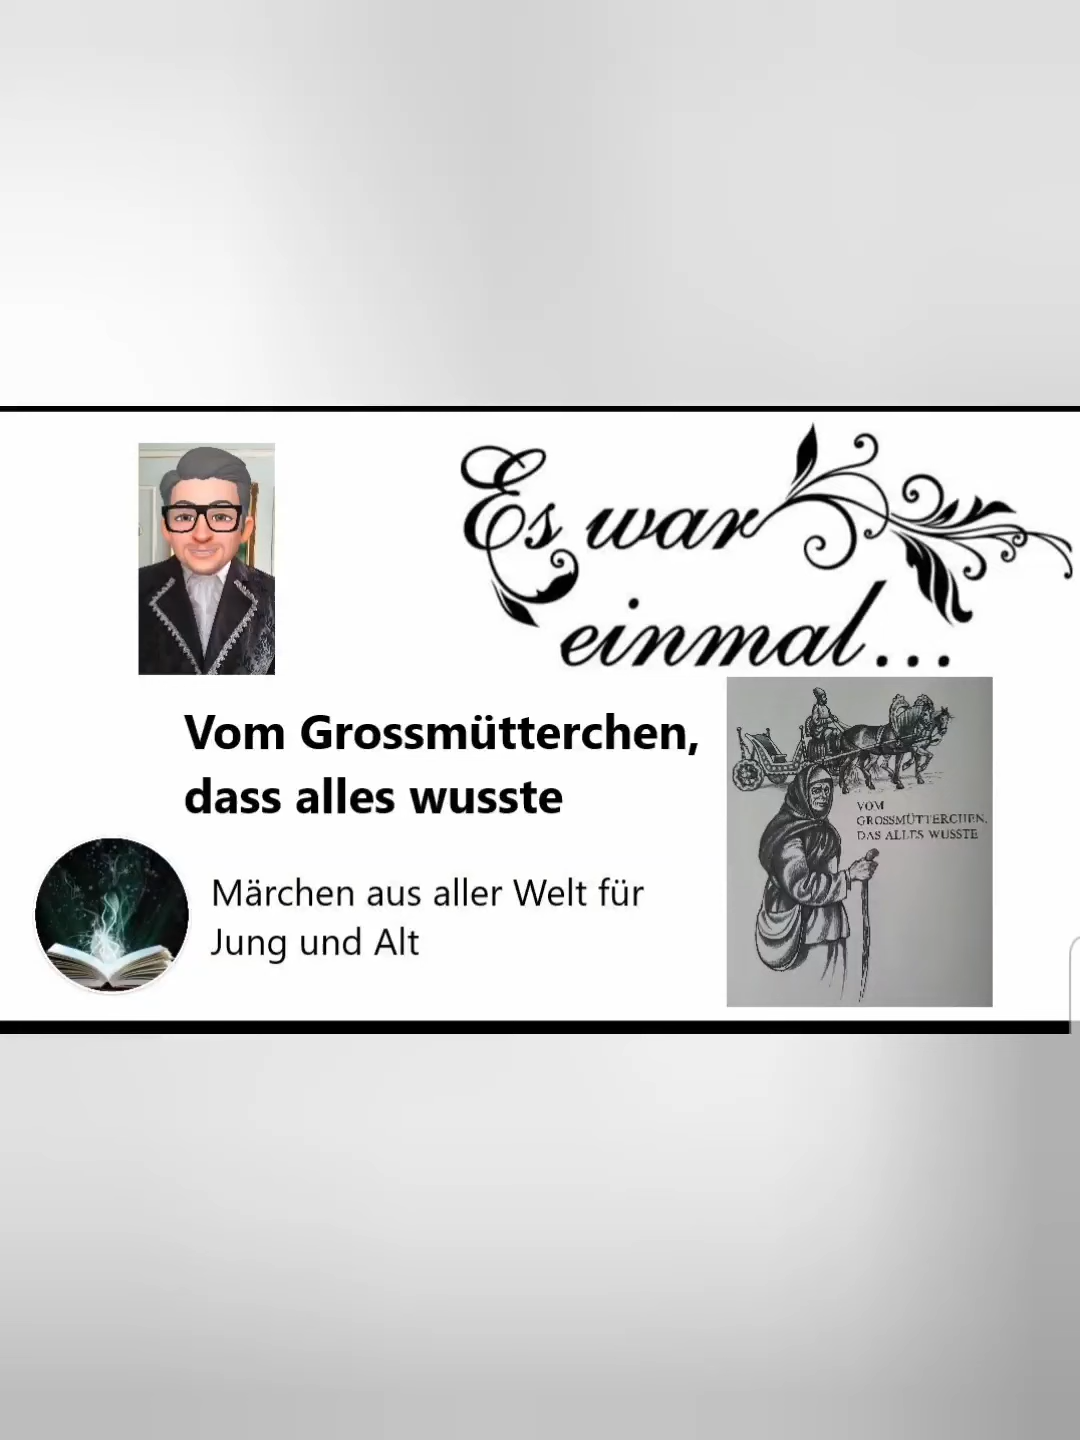 Es war
einmal...
Vom Grossmütterchen,
dass alles wusste
VOM
GROSSMÜTTERCHEN,
DAS ALLES WUSSTE
Märchen aus aller Welt für
Jung und Alt